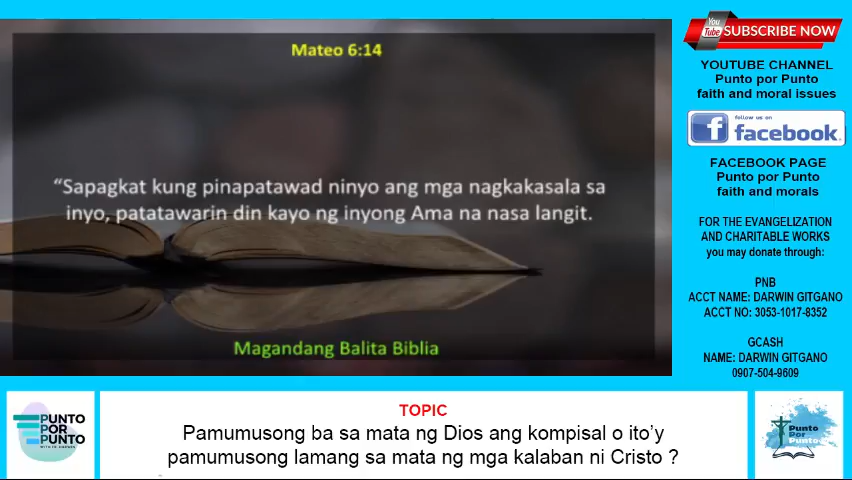 Mateo 6:14
“Sapagkat kung pinapatawad ninyo ang mga nagkakasala sa
inyo, patatawarin din kayo ng inyong Ama na nasa langit.
Magandang Balita Biblia
You
Tube
SUBSCRIBE NOW
YOUTUBE CHANNEL
Punto por Punto
faith and moral issues
follow us on
facebook.
FACEBOOK PAGE
Punto por Punto
faith and morals
FOR THE EVANGELIZATION
AND CHARITABLE WORKS
you may donate through:
PNB
ACCT NAME: DARWIN GITGANO
ACCT NO: 3053-1017-8352
GCASH
NAME: DARWIN GITGANO
0907-504-9609
PUNTO
POR
PUNTO
TOPIC
Pamumusong ba sa mata ng Dios ang kompisal o ito’y
pamumusong lamang sa mata ng mga kalaban ni Cristo ?
Punto
Por
Punto